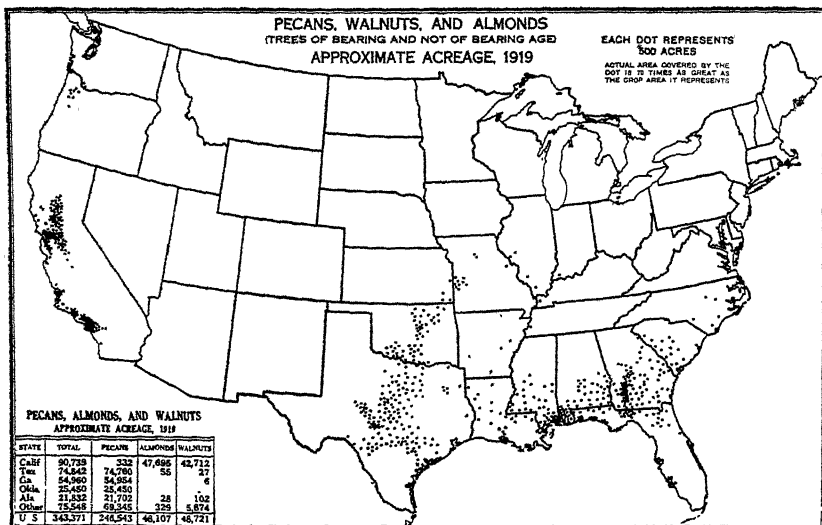 PECANS, WALNUTS, AND ALMONDS
(TREES OF BEARING AND NOT OF BEARING AGE)
APPROXIMATE ACREAGE, 1919
EACH DOT REPRESENTS
500 ACRES
ACTUAL AREA COVERED BY THE
DOT IS 72 TIMES AS GREAT AS
THE CROP AREA IT REPRESENTS
PECANS, ALMONDS, AND WALNUTS
APPROXIMATE ACREAGE, 1919
STATE TOTAL PECANS ALMONDS WALNUTS
Calif 90,739 332 47,695 42,712
Tex 74,842 74,760 55 27
Ga 54,960 54,954 6
Okla 25,450 25,450
Ala 21,832 21,702 28 102
Other 75,548 69,345 329 5,874
U S 343,371 246,543 48,107 48,721